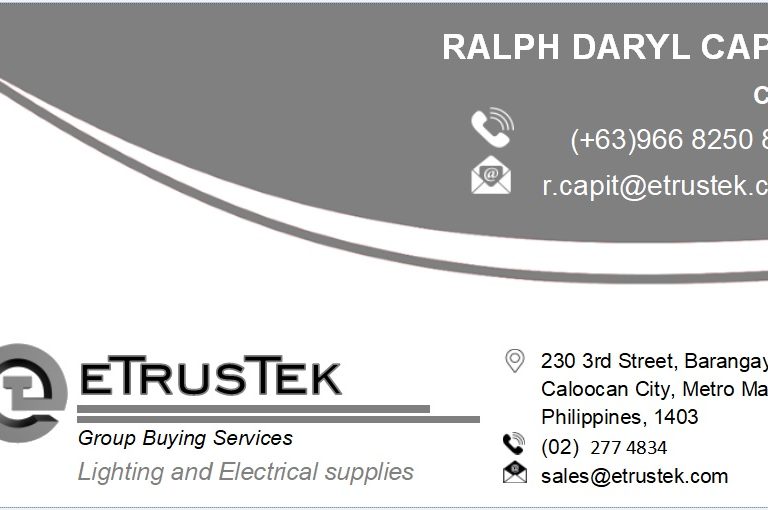 RALPH DARYL CAP
C
(+63)966 8250 8
r.capit@etrustek.c
eTrusTek
Group Buying Services
Lighting and Electrical supplies
230 3rd Street, Barangay
Caloocan City, Metro Ma
Philippines, 1403
(02) 277 4834
sales@etrustek.com